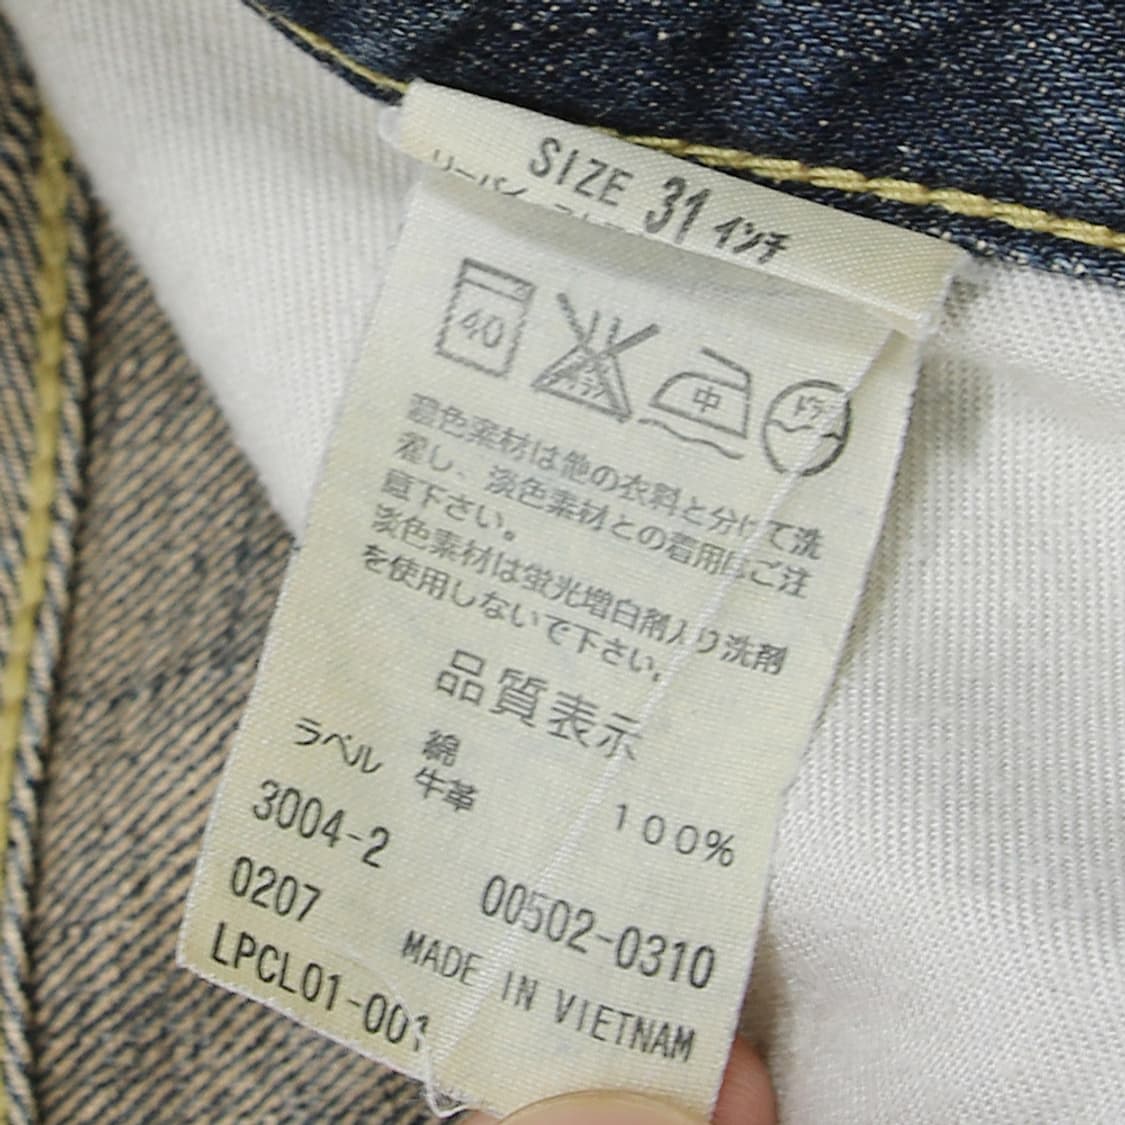 SIZE 31 インチ
40
中
ドライ
濃色素材は他の衣料と分けて洗
濯し、淡色素材との着用はご注
意下さい。
淡色素材は蛍光増白剤入り洗剤
を使用しないで下さい。
品質表示
綿 100%
ラベル 牛革
3004-2
0207 00502-0310
LPCL01-001 MADE IN VIETNAM